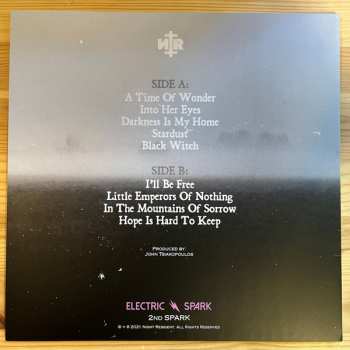 SIDE A:
A Time Of Wonder
Into Her Eyes
Darkness Is My Home
Stardust
Black Witch
SIDE B:
I'll Be Free
Little Emperors Of Nothing
In The Mountains Of Sorrow
Hope Is Hard To Keep
Produced by:
John Tsiakopoulos
ELECTRIC SPARK
2ND SPARK
© ℗ 2021 Night Resident. All Rights Reserved